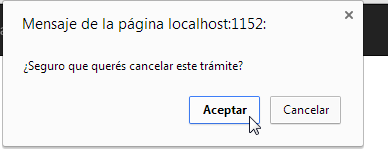 Mensaje de la página localhost:1152:
¿Seguro que querés cancelar este trámite?
Aceptar
Cancelar